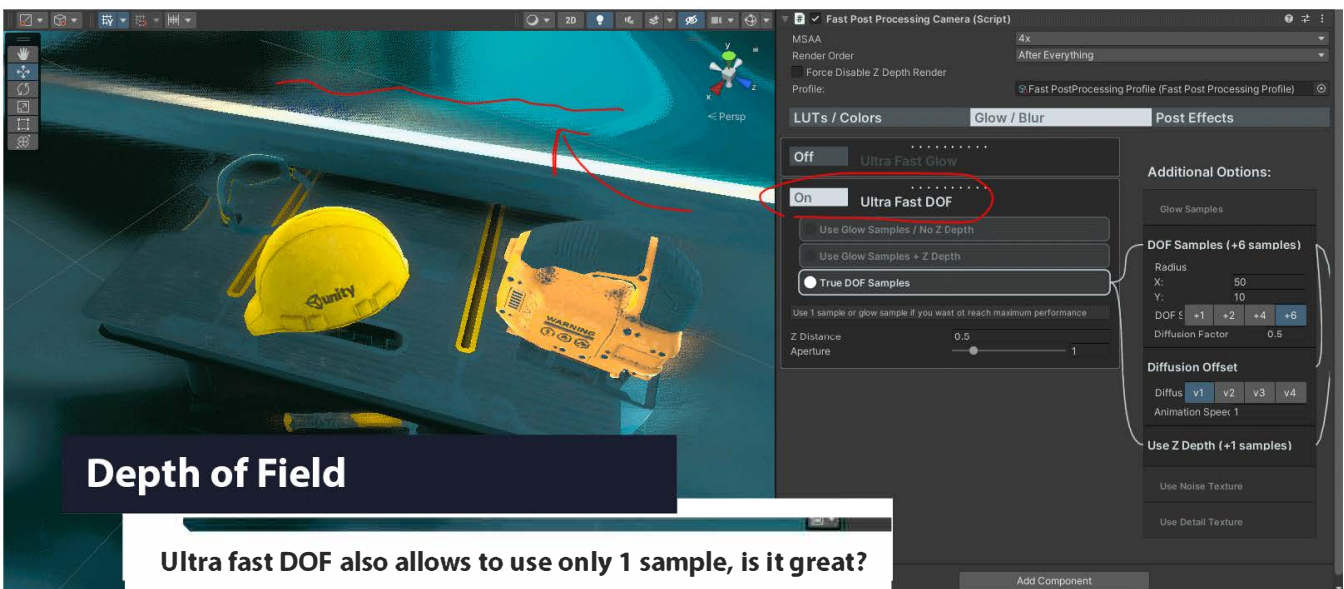 2D
Fast Post Processing Camera (Script)
MSAA
4x
Render Order
After Everything
Force Disable Z Depth Render
Profile:
Fast PostProcessing Profile (Fast Post Processing Profile)
y
x
z
Persp
LUTs / Colors
Glow / Blur
Post Effects
Off
Ultra Fast Glow
On
Ultra Fast DOF
Use Glow Samples / No Z Depth
Use Glow Samples + Z Depth
True DOF Samples
Use 1 sample or glow sample if you wast ot reach maximum performance
Z Distance
0.5
Aperture
1
Additional Options:
Glow Samples
DOF Samples (+6 samples)
Radius
X:
50
Y:
10
DOF S
+1
+2
+4
+6
Diffusion Factor
0.5
Diffusion Offset
Diffus
v1
v2
v3
v4
Animation Speec
1
Use Z Depth (+1 samples)
Use Noise Texture
Use Detail Texture
Add Component
unity
WARNING
Depth of Field
Ultra fast DOF also allows to use only 1 sample, is it great?